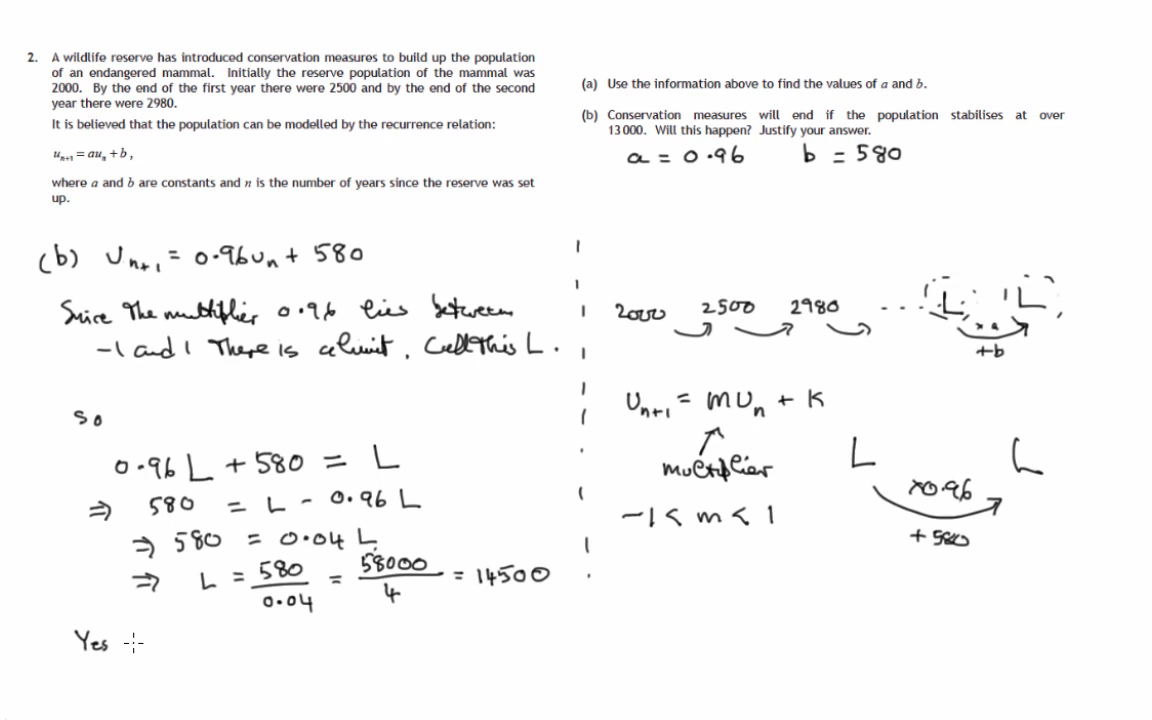 2. A wildlife reserve has introduced conservation measures to build up the population
of an endangered mammal. Initially the reserve population of the mammal was
2000. By the end of the first year there were 2500 and by the end of the second
year there were 2980.
It is believed that the population can be modelled by the recurrence relation:
uₙ₊₁ = auₙ + b,
where a and b are constants and n is the number of years since the reserve was set
up.
(a) Use the information above to find the values of a and b.
(b) Conservation measures will end if the population stabilises at over
13 000. Will this happen? Justify your answer.
a = 0.96 b = 580
(b) Uₙ₊₁ = 0.96Uₙ + 580
Since the multiplier 0.96 lies between
-1 and 1 There is a limit. Call this L.
So
0.96 L + 580 = L
⇒ 580 = L - 0.96 L
⇒ 580 = 0.04 L
⇒ L = 580/0.04 = 58000/4 = 14500
Yes
2000 2500 2980 ... L L
× a
+b
Uₙ₊₁ = mUₙ + k
multiplier
-1 < m < 1
L L
×0.96
+ 580